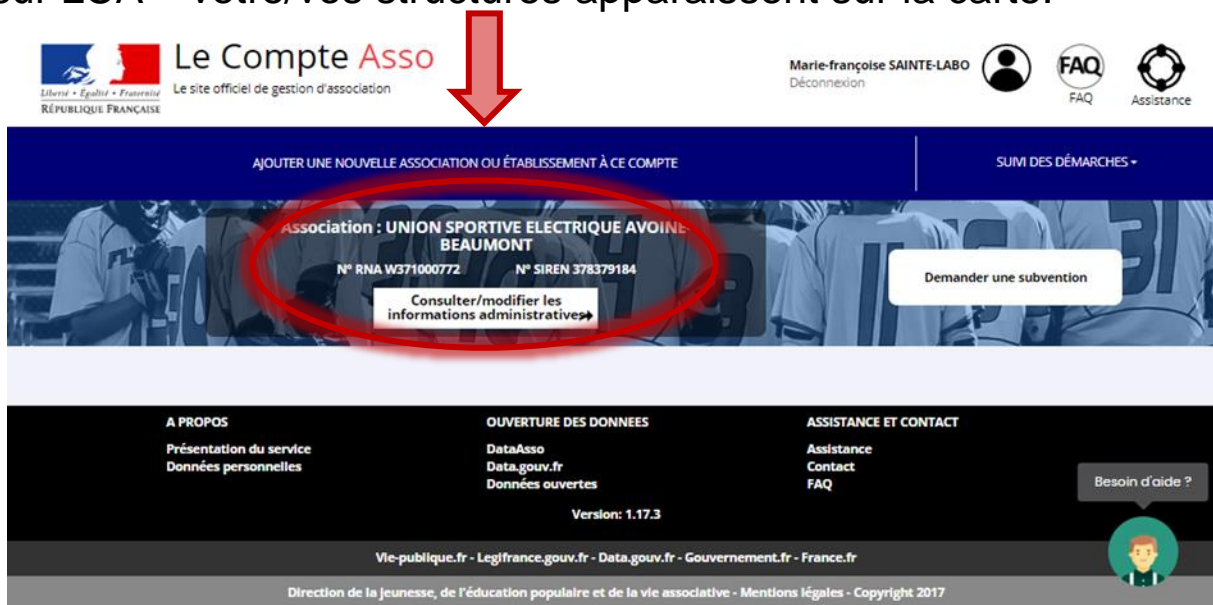 ur LCA – votre/vos structures apparaissent sur la carte.
Le Compte Asso
Le site officiel de gestion d'association
Liberté • Égalité • Fraternité
RÉPUBLIQUE FRANÇAISE
Marie-françoise SAINTE-LABO
Déconnexion
FAQ
FAQ
Assistance
AJOUTER UNE NOUVELLE ASSOCIATION OU ÉTABLISSEMENT À CE COMPTE
SUIVI DES DÉMARCHES
Association : UNION SPORTIVE ELECTRIQUE AVOINE-
BEAUMONT
N° RNA W371000772 N° SIREN 378379184
Consulter/modifier les
informations administratives
Demander une subvention
A PROPOS
Présentation du service
Données personnelles
OUVERTURE DES DONNEES
DataAsso
Data.gouv.fr
Données ouvertes
ASSISTANCE ET CONTACT
Assistance
Contact
FAQ
Besoin d'aide ?
Version: 1.17.3
Vie-publique.fr - Legifrance.gouv.fr - Data.gouv.fr - Gouvernement.fr - France.fr
Direction de la jeunesse, de l'éducation populaire et de la vie associative - Mentions légales - Copyright 2017